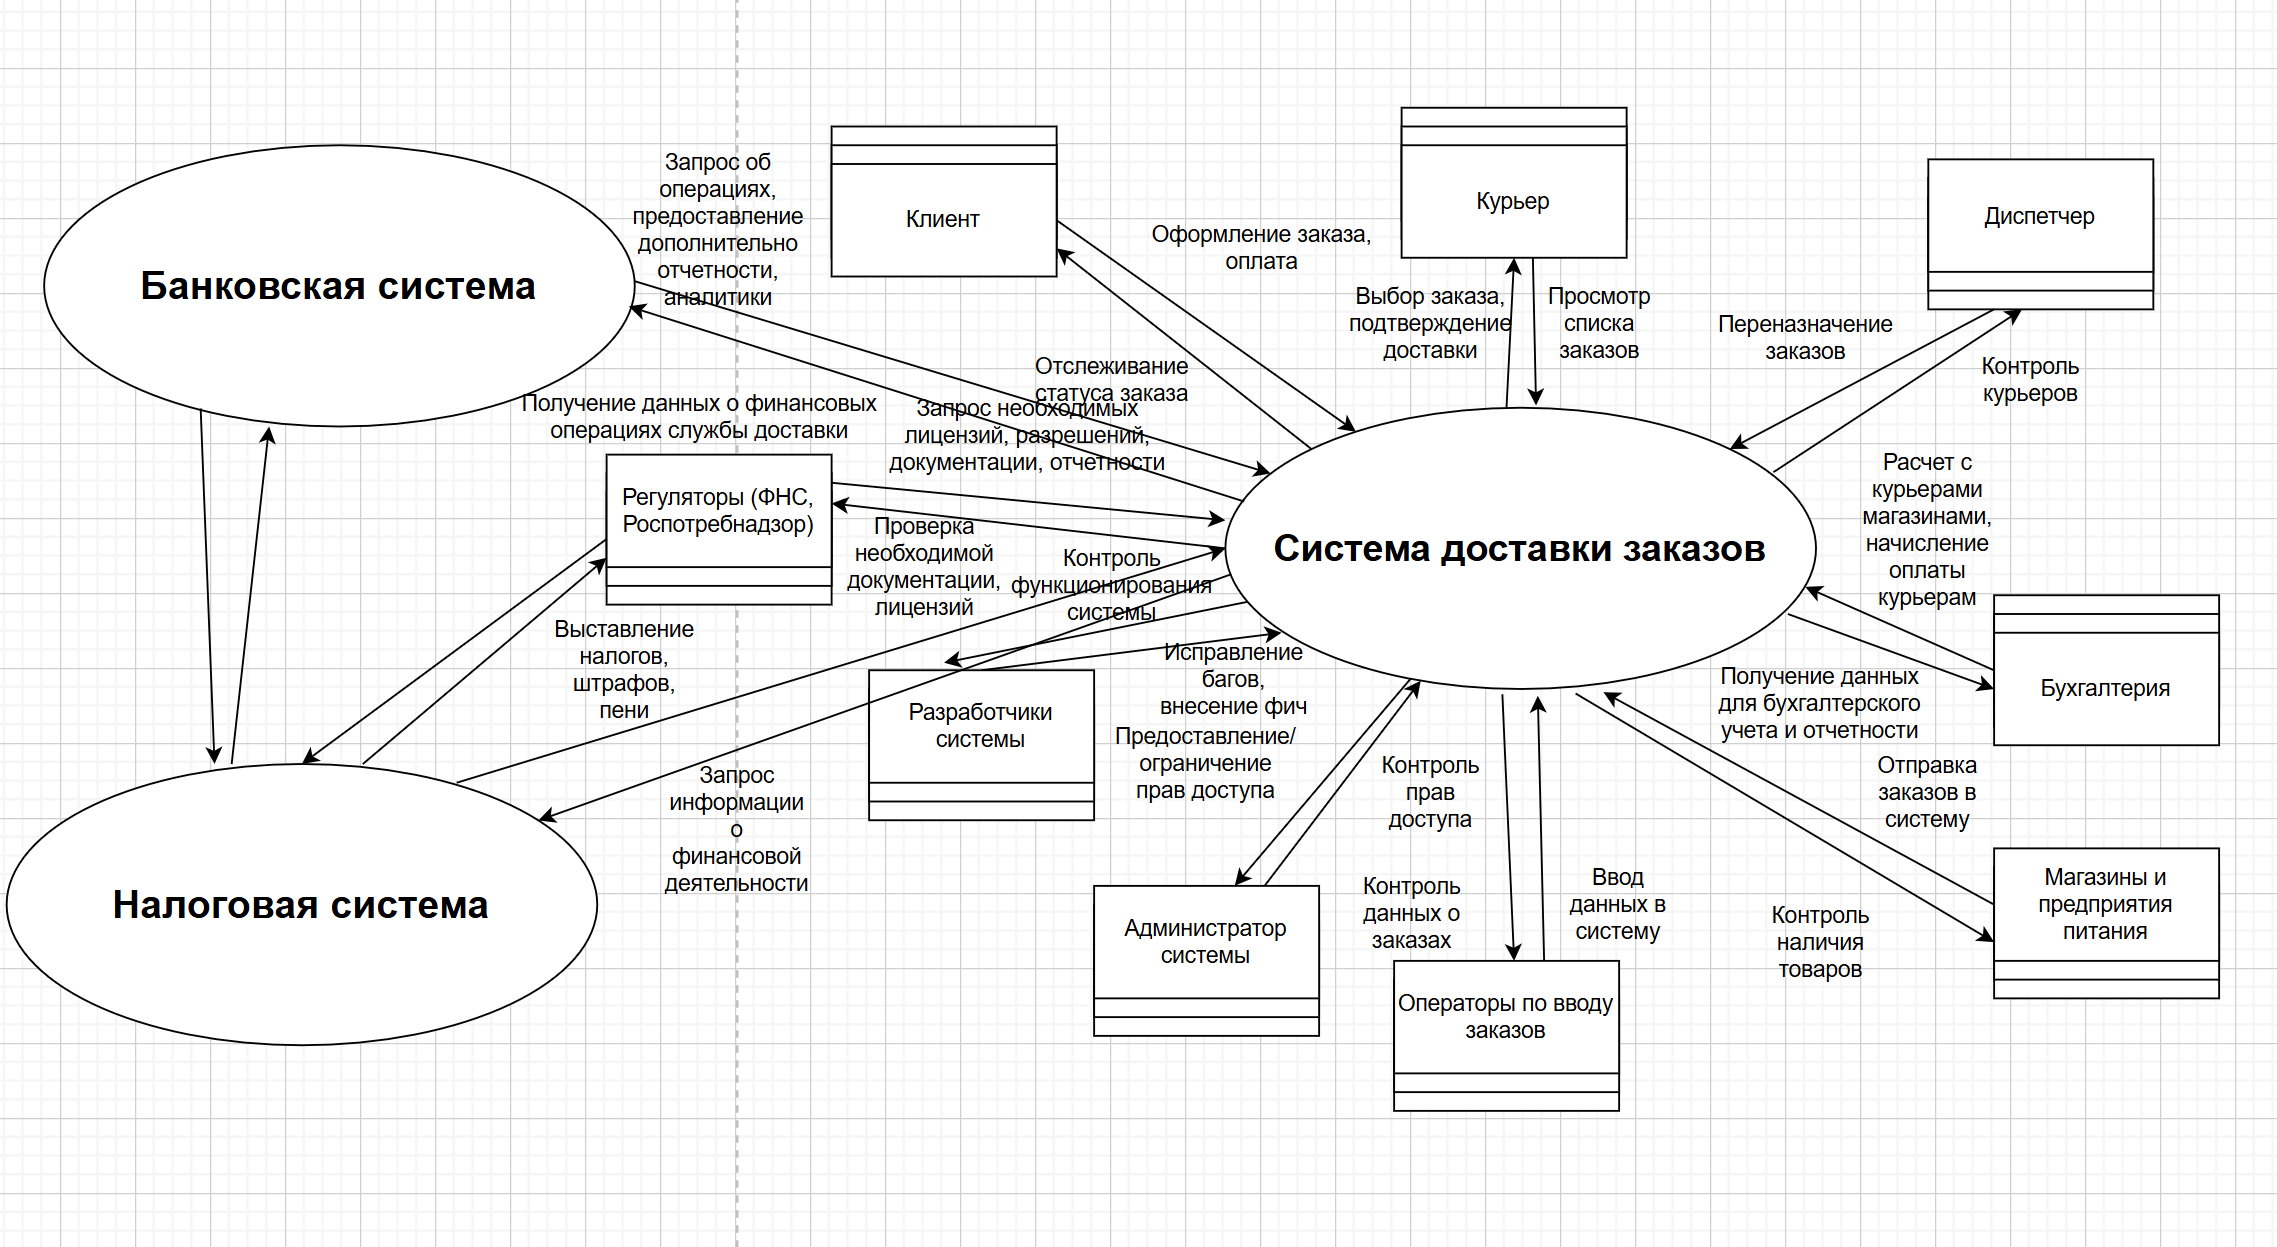 Банковская система
Запрос об
операциях,
предоставление
дополнительно
отчетности,
аналитики
Клиент
Оформление заказа,
оплата
Курьер
Выбор заказа,
подтверждение
доставки
Просмотр
списка
заказов
Диспетчер
Переназначение
заказов
Контроль
курьеров
Отслеживание
статуса заказа
Получение данных о финансовых
операциях службы доставки
Запрос необходимых
лицензий, разрешений,
документации, отчетности
Регуляторы (ФНС,
Роспотребнадзор)
Проверка
необходимой
документации,
лицензий
Контроль
функционирования
системы
Система доставки заказов
Расчет с
курьерами
магазинами,
начисление
оплаты
курьерам
Бухгалтерия
Получение данных
для бухгалтерского
учета и отчетности
Выставление
налогов,
штрафов,
пени
Разработчики
системы
Исправление
багов,
внесение фич
Предоставление/
ограничение
прав доступа
Контроль
прав
доступа
Отправка
заказов в
систему
Запрос
информации
о
финансовой
деятельности
Налоговая система
Администратор
системы
Контроль
данных о
заказах
Ввод
данных в
систему
Операторы по вводу
заказов
Контроль
наличия
товаров
Магазины и
предприятия
питания